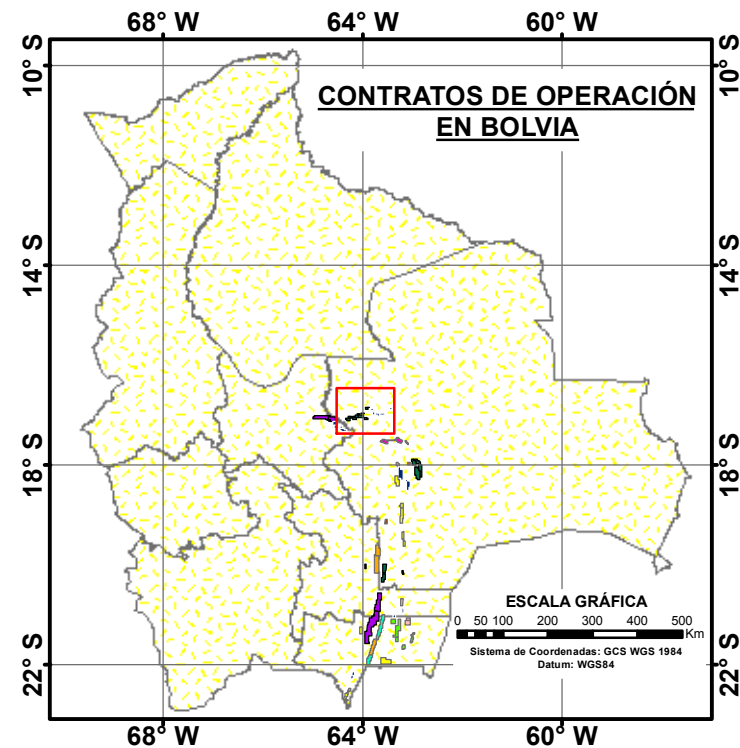 68° W 64° W 60° W
10° S 10° S
CONTRATOS DE OPERACIÓN
EN BOLVIA
14° S 14° S
18° S 18° S
ESCALA GRÁFICA
0 50 100 200 300 400 500
Km
Sistema de Coordenadas: GCS WGS 1984
Datum: WGS84
22° S 22° S
68° W 64° W 60° W